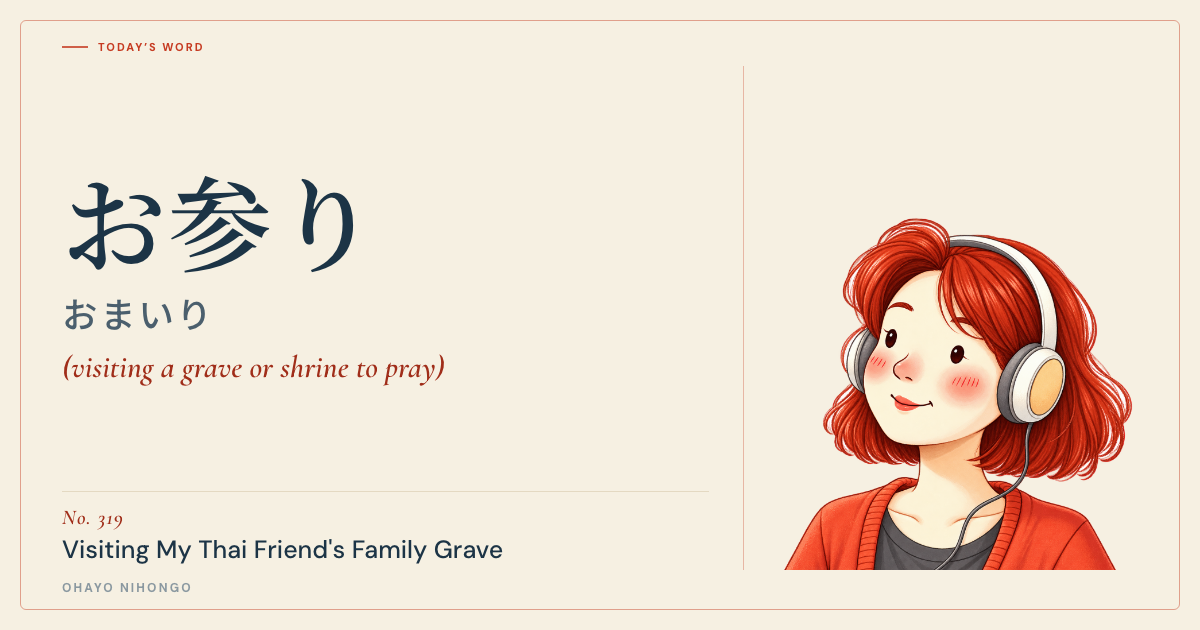 TODAY’S WORD
お参り
おまいり
(visiting a grave or shrine to pray)
No. 319
Visiting My Thai Friend's Family Grave
OHAYO NIHONGO